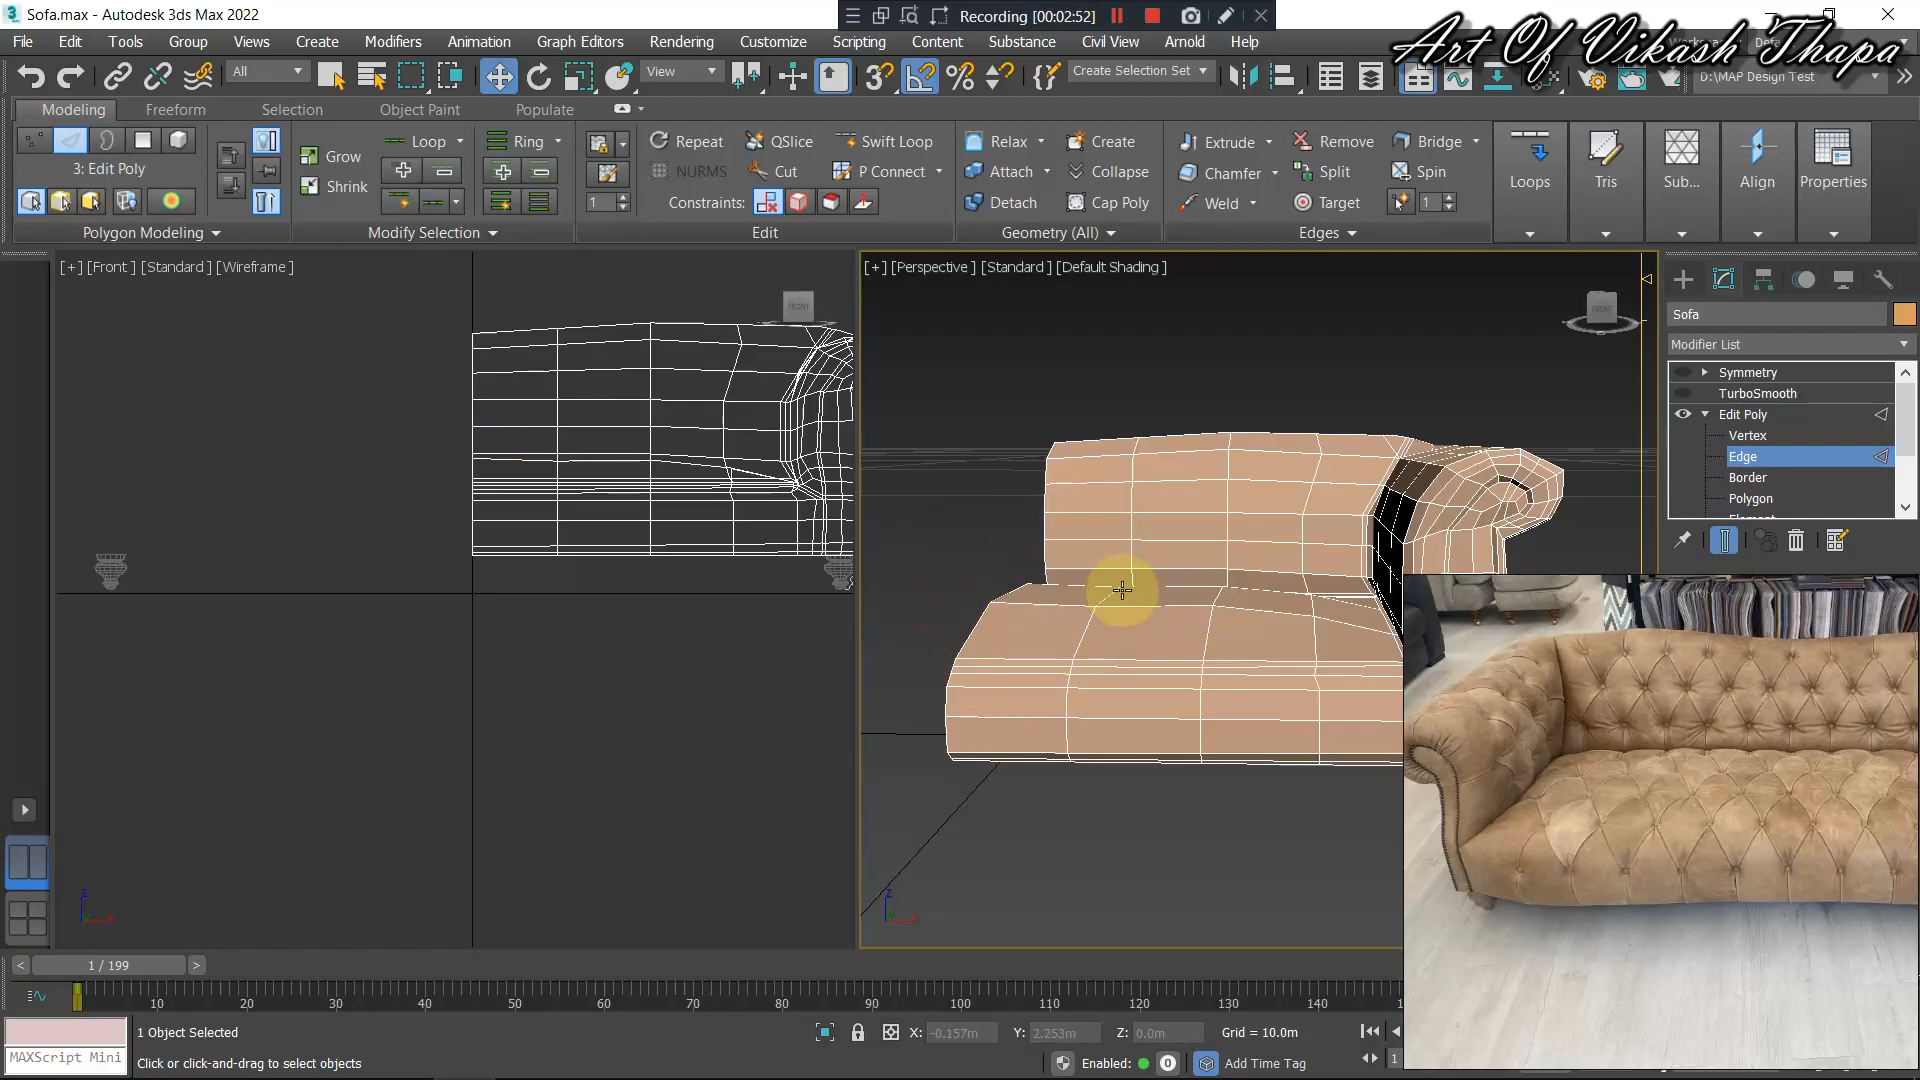 Sofa.max - Autodesk 3ds Max 2022
Recording [00:02:52]
Art Of Vikash Thapa
File Edit Tools Group Views Create Modifiers Animation Graph Editors Rendering Customize Scripting Content Substance Civil View Arnold Help
All
View
Create Selection Set
D:\MAP Design Test
Modeling Freeform Selection Object Paint Populate
Loop Ring Repeat QSlice Swift Loop Relax Create Extrude Remove Bridge
3: Edit Poly
Grow NURMS Cut P Connect Attach Collapse Chamfer Split Spin
Shrink 1 Constraints: Detach Cap Poly Weld Target 1
Loops Tris Sub... Align Properties
Polygon Modeling Modify Selection Edit Geometry (All) Edges
[+] [Front ] [Standard ] [Wireframe ]
FRONT
[+] [Perspective ] [Standard ] [Default Shading ]
Sofa
Modifier List
Symmetry
TurboSmooth
Edit Poly
Vertex
Edge
Border
Polygon
z
x
z
x
< 1 / 199 >
10 20 30 40 50 60 70 80 90 100 110 120 130 140
1 Object Selected
X: -0.157m Y: 2.253m Z: 0.0m Grid = 10.0m
MAXScript Mini
Click or click-and-drag to select objects
Enabled: 0 Add Time Tag
1